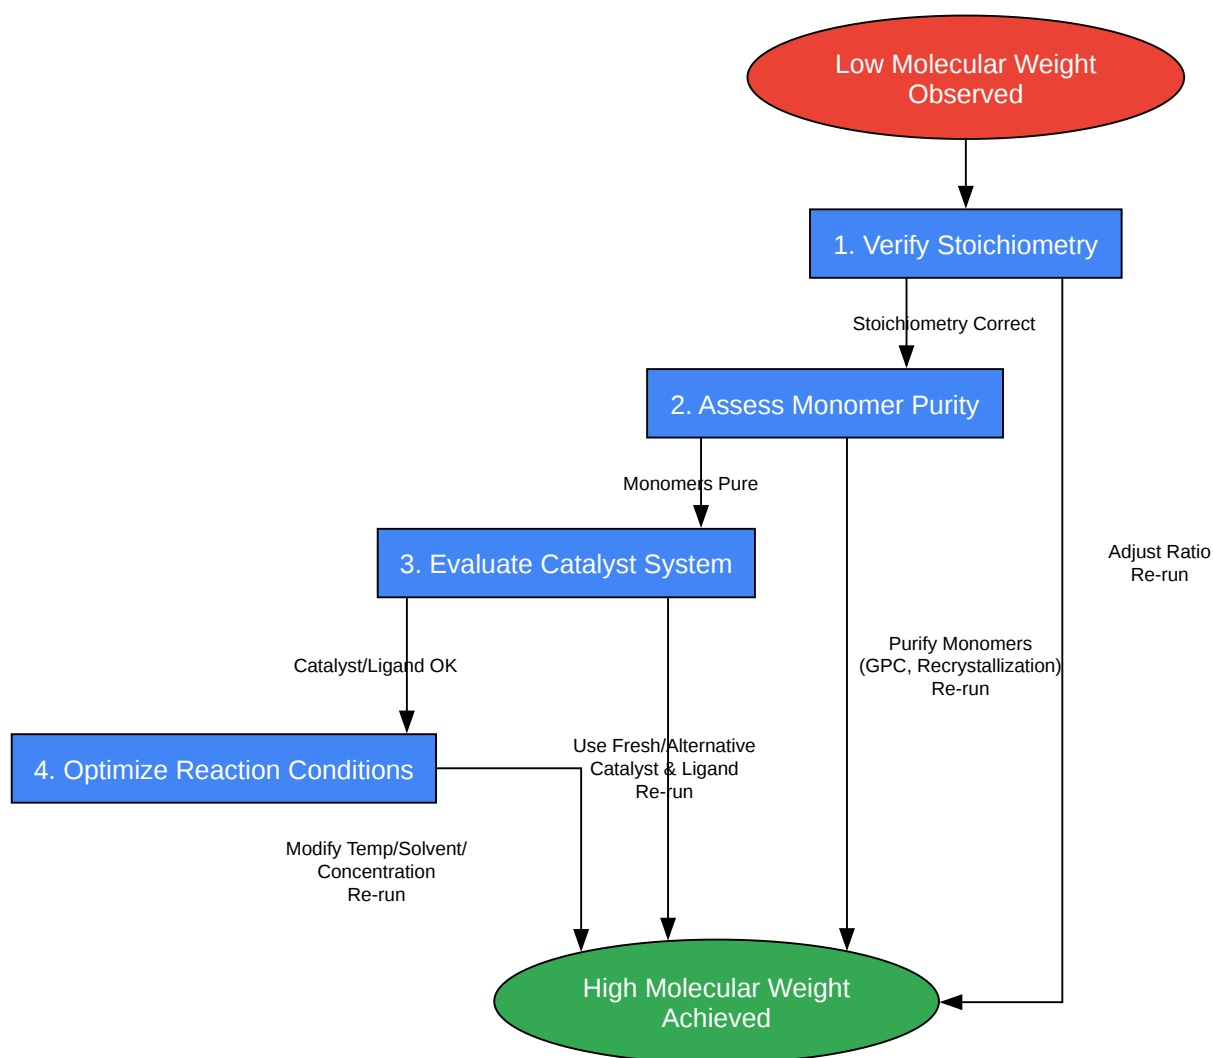 Low Molecular Weight
Observed
1. Verify Stoichiometry
Stoichiometry Correct
2. Assess Monomer Purity
Monomers Pure
3. Evaluate Catalyst System
Adjust Ratio
Re-run
Purify Monomers
(GPC, Recrystallization)
Re-run
Catalyst/Ligand OK
Use Fresh/Alternative
Catalyst & Ligand
Re-run
4. Optimize Reaction Conditions
Modify Temp/Solvent/
Concentration
Re-run
High Molecular Weight
Achieved